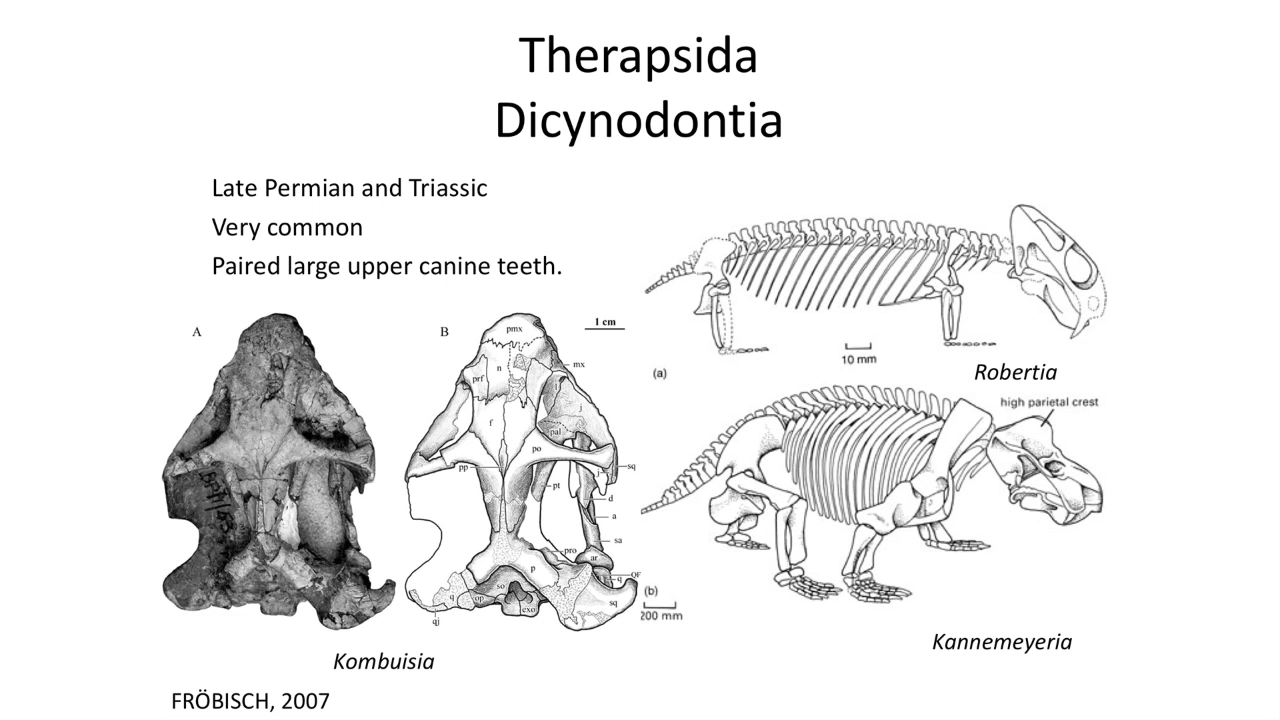 Therapsida
Dicynodontia
Late Permian and Triassic
Very common
Paired large upper canine teeth.
A
B
1 cm
pmx
mx
n
prf
l
j
f
pal
po
pp
sq
j
pt
d
a
sa
pro
ar
p
QF
q
so
q
op
exo
sq
qj
Kombuisia
FRÖBISCH, 2007
10 mm
(a)
Robertia
high parietal crest
(b)
200 mm
Kannemeyeria